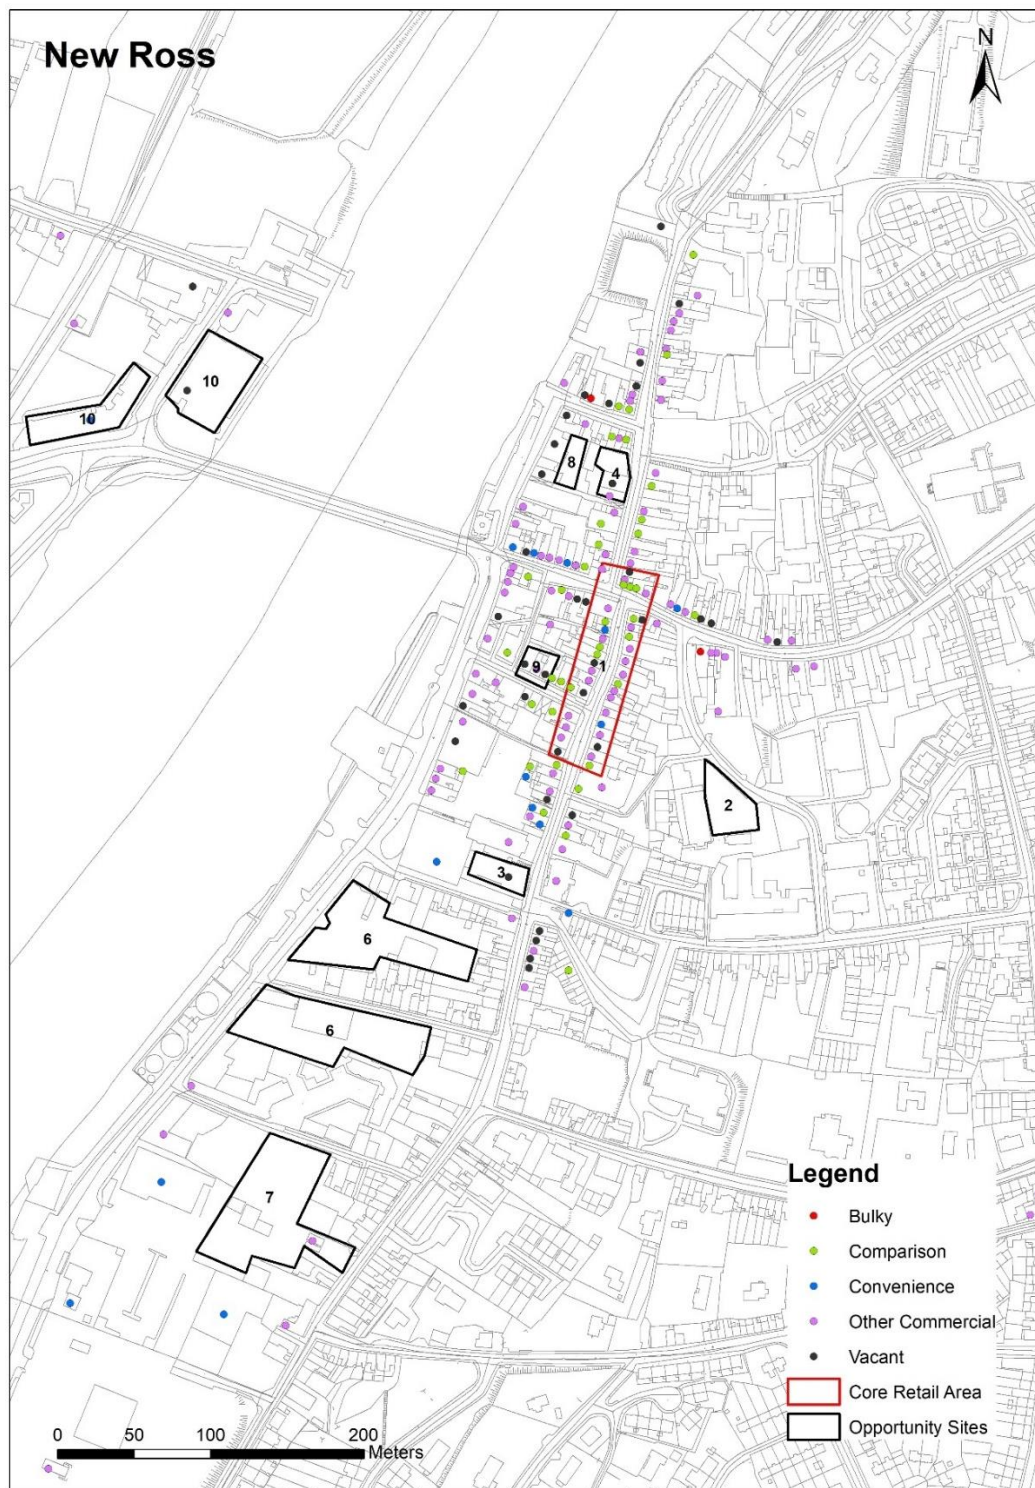 New Ross
N
10
10
8
4
9
1
2
3
6
6
7
Legend
Bulky
Comparison
Convenience
Other Commercial
Vacant
Core Retail Area
Opportunity Sites
0 50 100 200
Meters